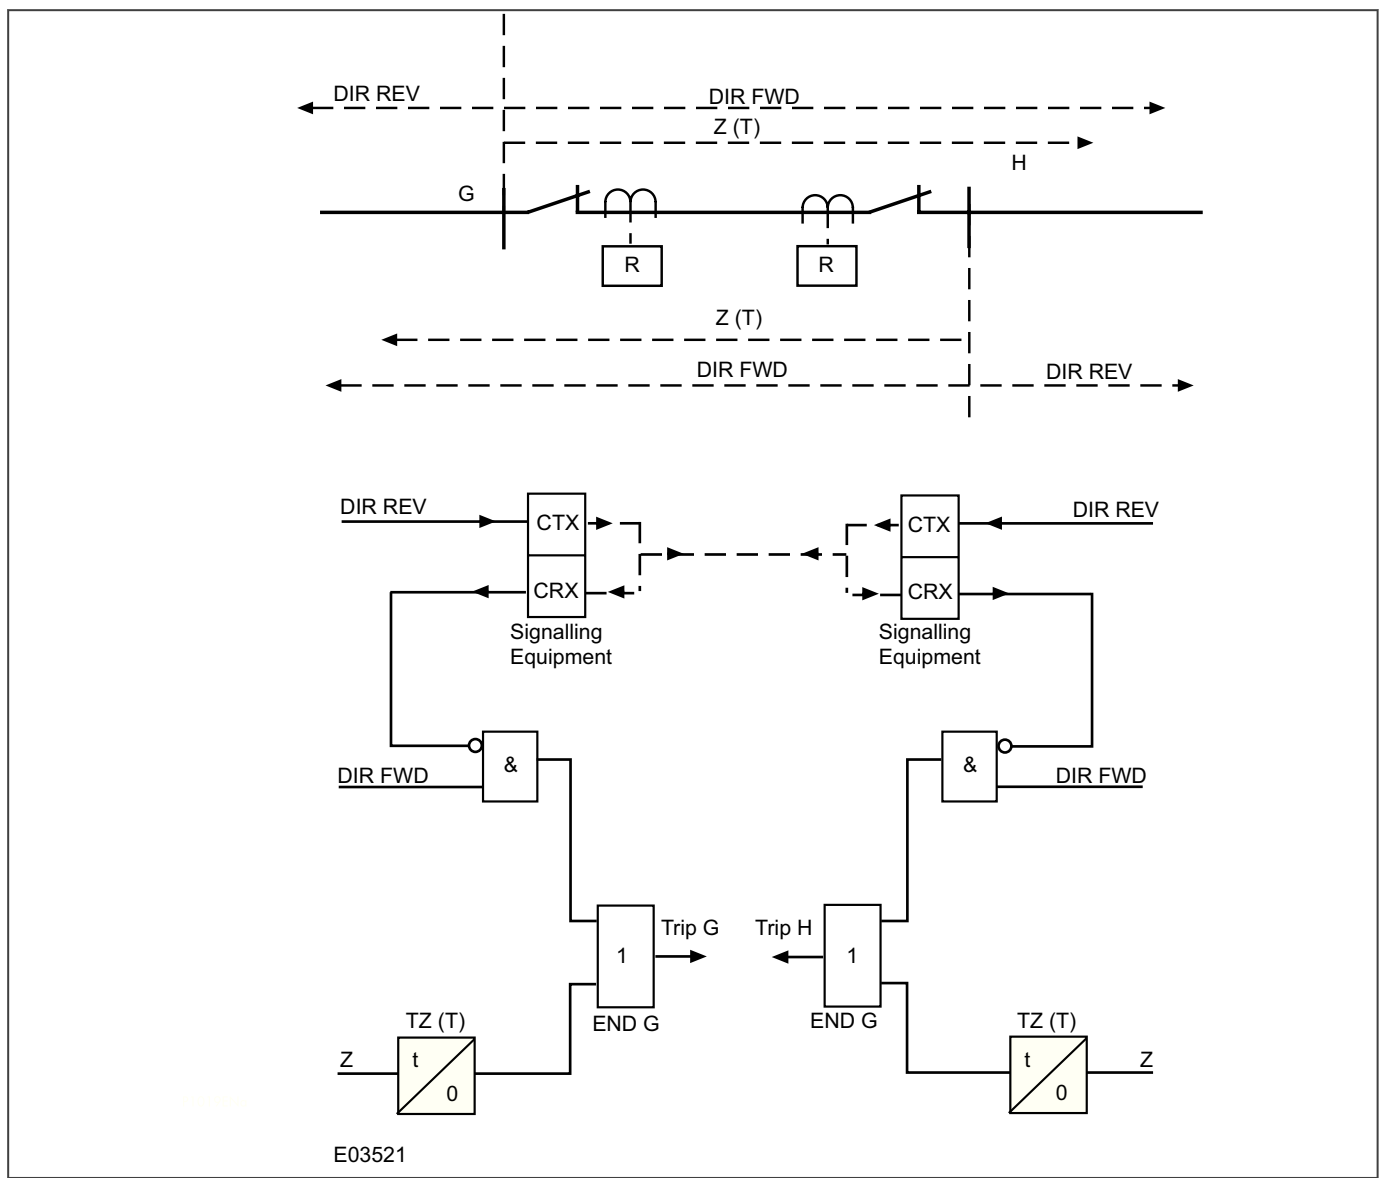 DIR REV
DIR FWD
Z (T)
H
G
R
R
Z (T)
DIR FWD
DIR REV
DIR REV
CTX
CTX
DIR REV
CRX
CRX
Signalling
Equipment
Signalling
Equipment
&
&
DIR FWD
DIR FWD
Trip G
Trip H
1
1
END G
END G
TZ (T)
TZ (T)
Z
t
0
t
0
Z
E03521